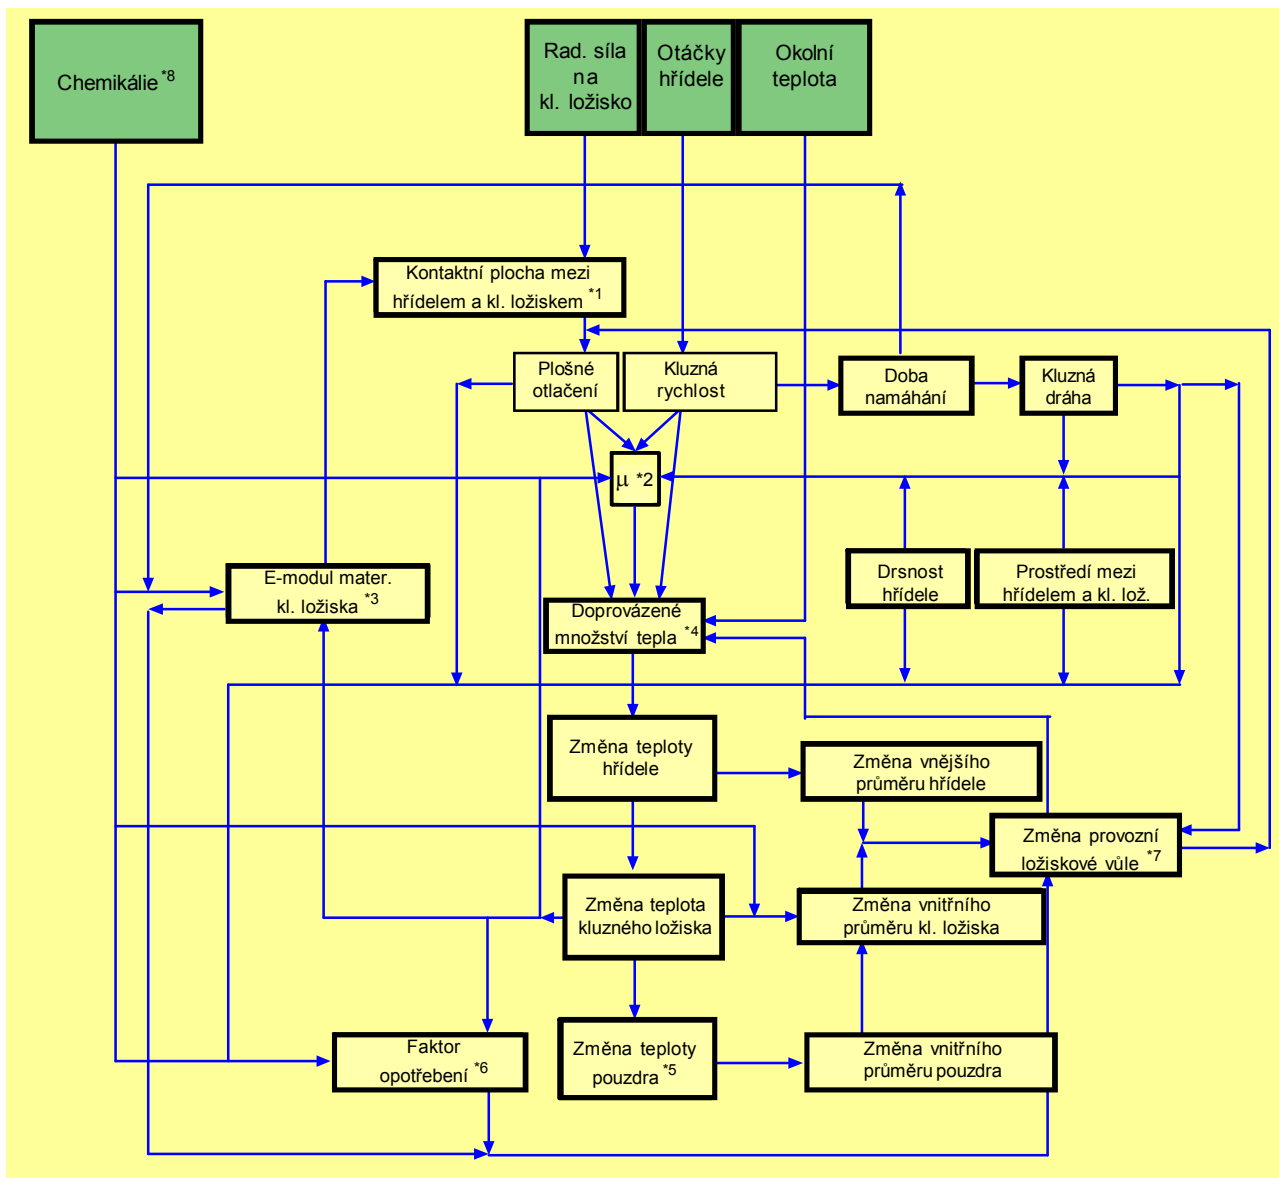 Chemikálie *8
Rad. síla
na
kl. ložisko
Otáčky
hřídele
Okolní
teplota
Kontaktní plocha mezi
hřídelem a kl. ložiskem *1
Plošné
otlačení
Kluzná
rychlost
Doba
namáhání
Kluzná
dráha
μ *2
E-modul mater.
kl. ložiska *3
Drsnost
hřídele
Prostředí mezi
hřídelem a kl. lož.
Doprovázené
množství tepla *4
Změna teploty
hřídele
Změna vnějšího
průměru hřídele
Změna provozní
ložiskové vůle *7
Změna teplota
kluzného ložiska
Změna vnitřního
průměru kl. ložiska
Faktor
opotřebení *6
Změna teploty
pouzdra *5
Změna vnitřního
průměru pouzdra